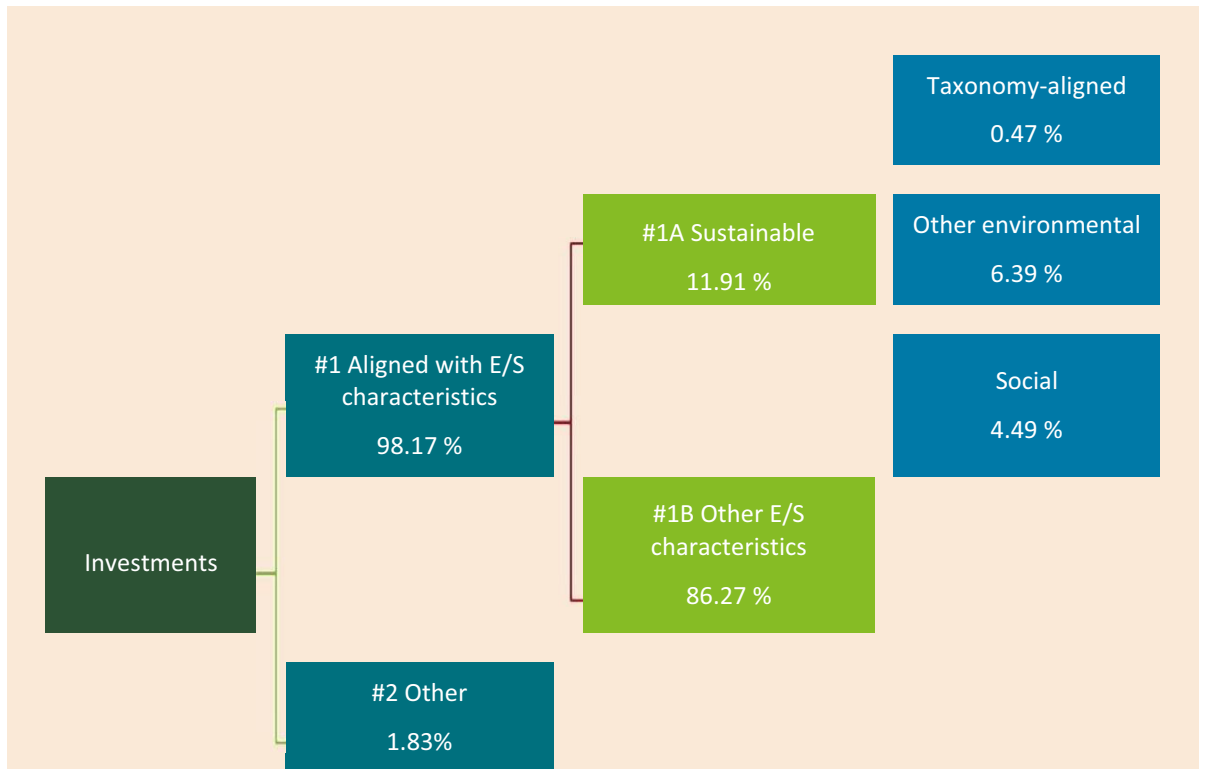 Taxonomy-aligned
0.47 %
#1A Sustainable
11.91 %
Other environmental
6.39 %
#1 Aligned with E/S
characteristics
98.17 %
Social
4.49 %
Investments
#1B Other E/S
characteristics
86.27 %
#2 Other
1.83%